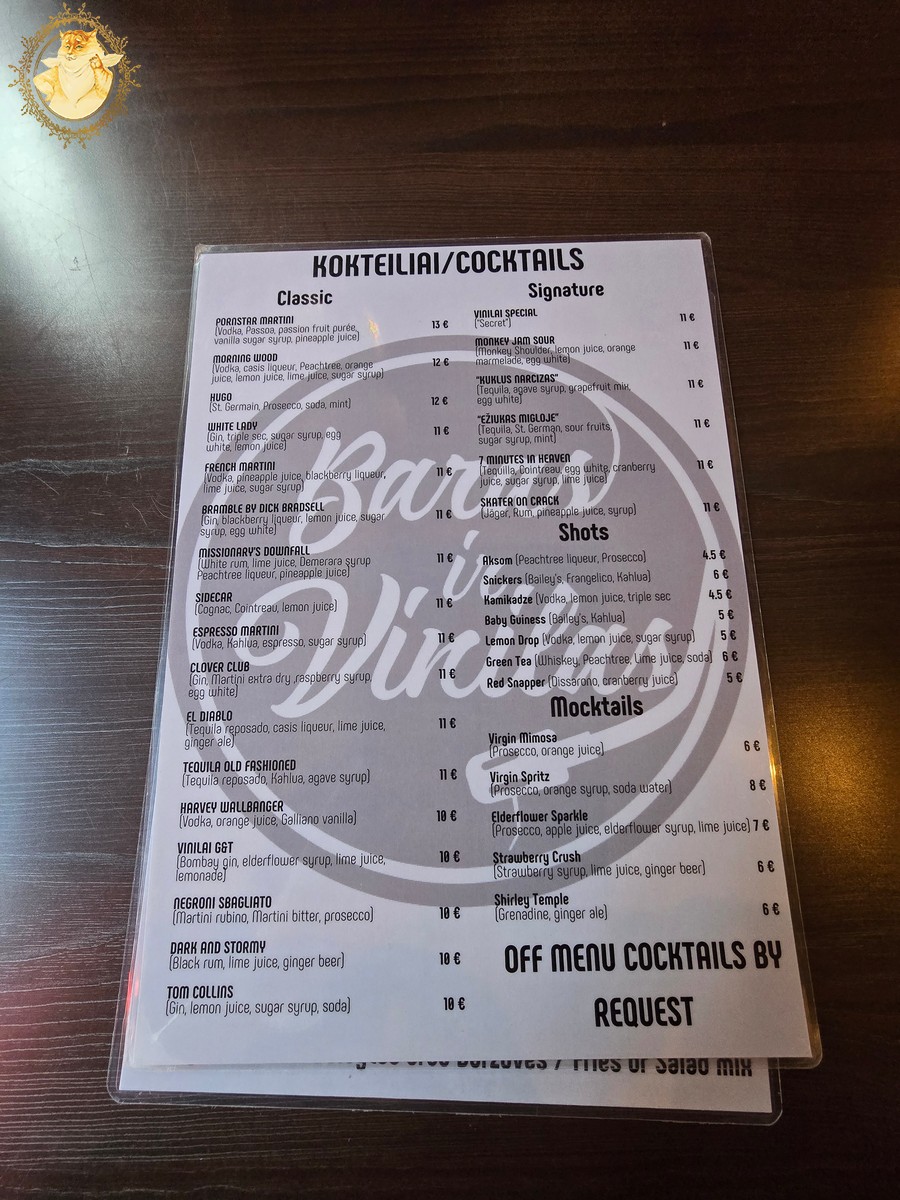 KOKTEILIAI/COCKTAILS
Classic
PORNSTAR MARTINI 13 €
(Vodka, Passoa, passion fruit purée,
vanilla sugar syrup, pineapple juice)
MORNING WOOD 12 €
(Vodka, casis liqueur, Peachtree, orange
juice, lemon juice, lime juice, sugar syrup)
HUGO 12 €
(St. Germain, Prosecco, soda, mint)
WHITE LADY 11 €
(Gin, triple sec, sugar syrup, egg
white, lemon juice)
FRENCH MARTINI 11 €
(Vodka, pineapple juice, blackberry liqueur,
lime juice, sugar syrup)
BRAMBLE BY DICK BRADSELL 11 €
(Gin, blackberry liqueur, lemon juice, sugar
syrup, egg white)
MISSIONARY'S DOWNFALL 11 €
(White rum, lime juice, Demerara syrup
Peachtree liqueur, pineapple juice)
SIDECAR 11 €
(Cognac, Cointreau, lemon juice)
ESPRESSO MARTINI 11 €
(Vodka, Kahlua, espresso, sugar syrup)
CLOVER CLUB 11 €
(Gin, Martini extra dry ,raspberry syrup,
egg white)
EL DIABLO 11 €
(Tequila reposado, casis liqueur, lime juice,
ginger ale)
TEQUILA OLD FASHIONED 11 €
(Tequila reposado, Kahlua, agave syrup)
HARVEY WALLBANGER 10 €
(Vodka, orange juice, Galliano vanilla)
VINILAI G&T 10 €
(Bombay gin, elderflower syrup, lime juice,
lemonade)
NEGRONI SBAGLIATO 10 €
(Martini rubino, Martini bitter, prosecco)
DARK AND STORMY 10 €
(Black rum, lime juice, ginger beer)
TOM COLLINS 10 €
(Gin, lemon juice, sugar syrup, soda)
Signature
VINILAI SPECIAL 11 €
("Secret")
MONKEY JAM SOUR 11 €
(Monkey Shoulder, lemon juice, orange
marmelade, egg white)
"KUKLUS NARCIZAS" 11 €
(Tequila, agave syrup, grapefruit mix,
egg white)
"EŽIUKAS MIGLOJE" 11 €
(Tequila, St. German, sour fruits,
sugar syrup, mint)
7 MINUTES IN HEAVEN 11 €
(Tequilla, Cointreau, egg white, cranberry
juice, sugar syrup, lime juice)
SKATER ON CRACK 11 €
(Jäger, Rum, pineapple juice, syrup)
Shots
Aksom (Peachtree liqueur, Prosecco) 4.5 €
Snickers (Bailey's, Frangelico, Kahlua) 6 €
Kamikadze (Vodka, lemon juice, triple sec 4.5 €
Baby Guiness (Bailey's, Kahlua) 5 €
Lemon Drop (Vodka, lemon juice, sugar syrup) 5 €
Green Tea (Whiskey, Peachtree, Lime juice, soda) 6 €
Red Snapper (Dissarono, cranberry juice) 5 €
Mocktails
Virgin Mimosa 6 €
(Prosecco, orange juice)
Virgin Spritz 8 €
(Prosecco, orange syrup, soda water)
Elderflower Sparkle
(Prosecco, apple juice, elderflower syrup, lime juice) 7 €
Strawberry Crush 6 €
(Strawberry syrup, lime juice, ginger beer)
Shirley Temple 6 €
(Grenadine, ginger ale)
OFF MENU COCKTAILS BY
REQUEST
Baras
ir
Vinilas
/ Fries or Salad mix